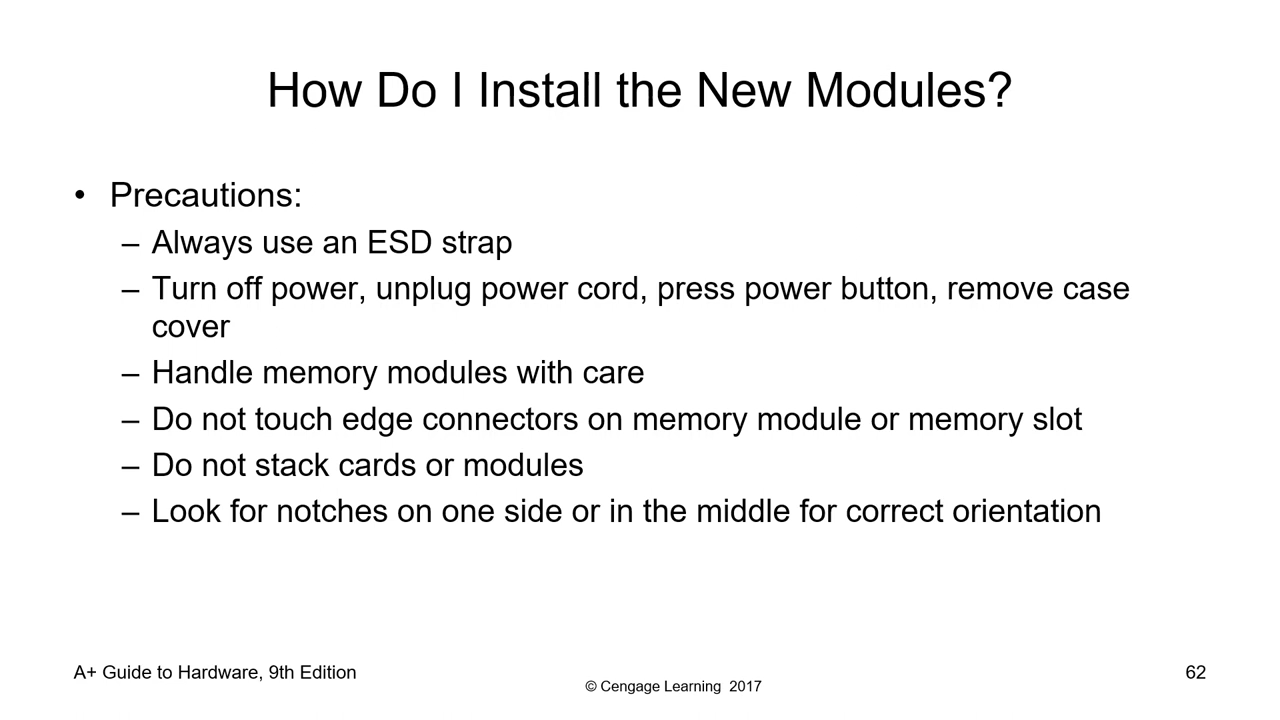 How Do I Install the New Modules?
• Precautions:
– Always use an ESD strap
– Turn off power, unplug power cord, press power button, remove case
cover
– Handle memory modules with care
– Do not touch edge connectors on memory module or memory slot
– Do not stack cards or modules
– Look for notches on one side or in the middle for correct orientation
A+ Guide to Hardware, 9th Edition
© Cengage Learning 2017
62